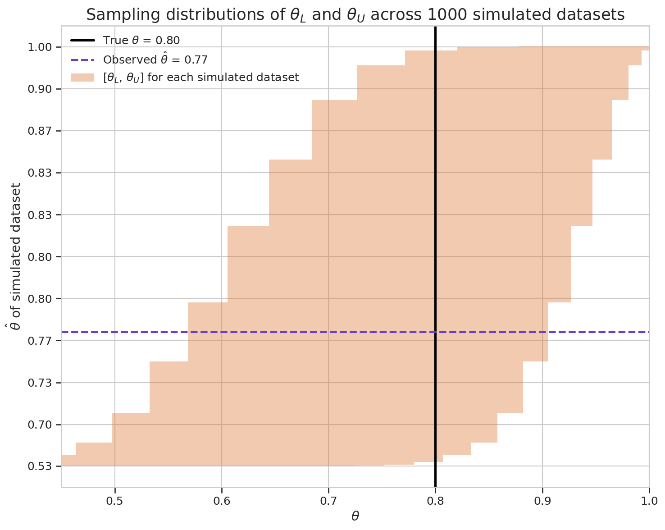 Sampling distributions of θ_L and θ_U across 1000 simulated datasets
True θ = 0.80
Observed θ̂ = 0.77
[θ_L, θ_U] for each simulated dataset
θ̂ of simulated dataset
1.00
0.90
0.87
0.83
0.83
0.80
0.80
0.77
0.73
0.70
0.53
0.5
0.6
0.7
0.8
0.9
1.0
θ